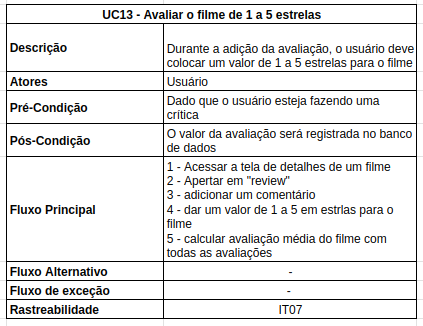 UC13 - Avaliar o filme de 1 a 5 estrelas
Descrição
Durante a adição da avaliação, o usuário deve
colocar um valor de 1 a 5 estrelas para o filme
Atores
Usuário
Pré-Condição
Dado que o usuário esteja fazendo uma
crítica
Pós-Condição
O valor da avaliação será registrada no banco
de dados
Fluxo Principal
1 - Acessar a tela de detalhes de um filme
2 - Apertar em "review"
3 - adicionar um comentário
4 - dar um valor de 1 a 5 em estrlas para o
filme
5 - calcular avaliação média do filme com
todas as avaliações
Fluxo Alternativo
-
Fluxo de exceção
-
Rastreabilidade
IT07